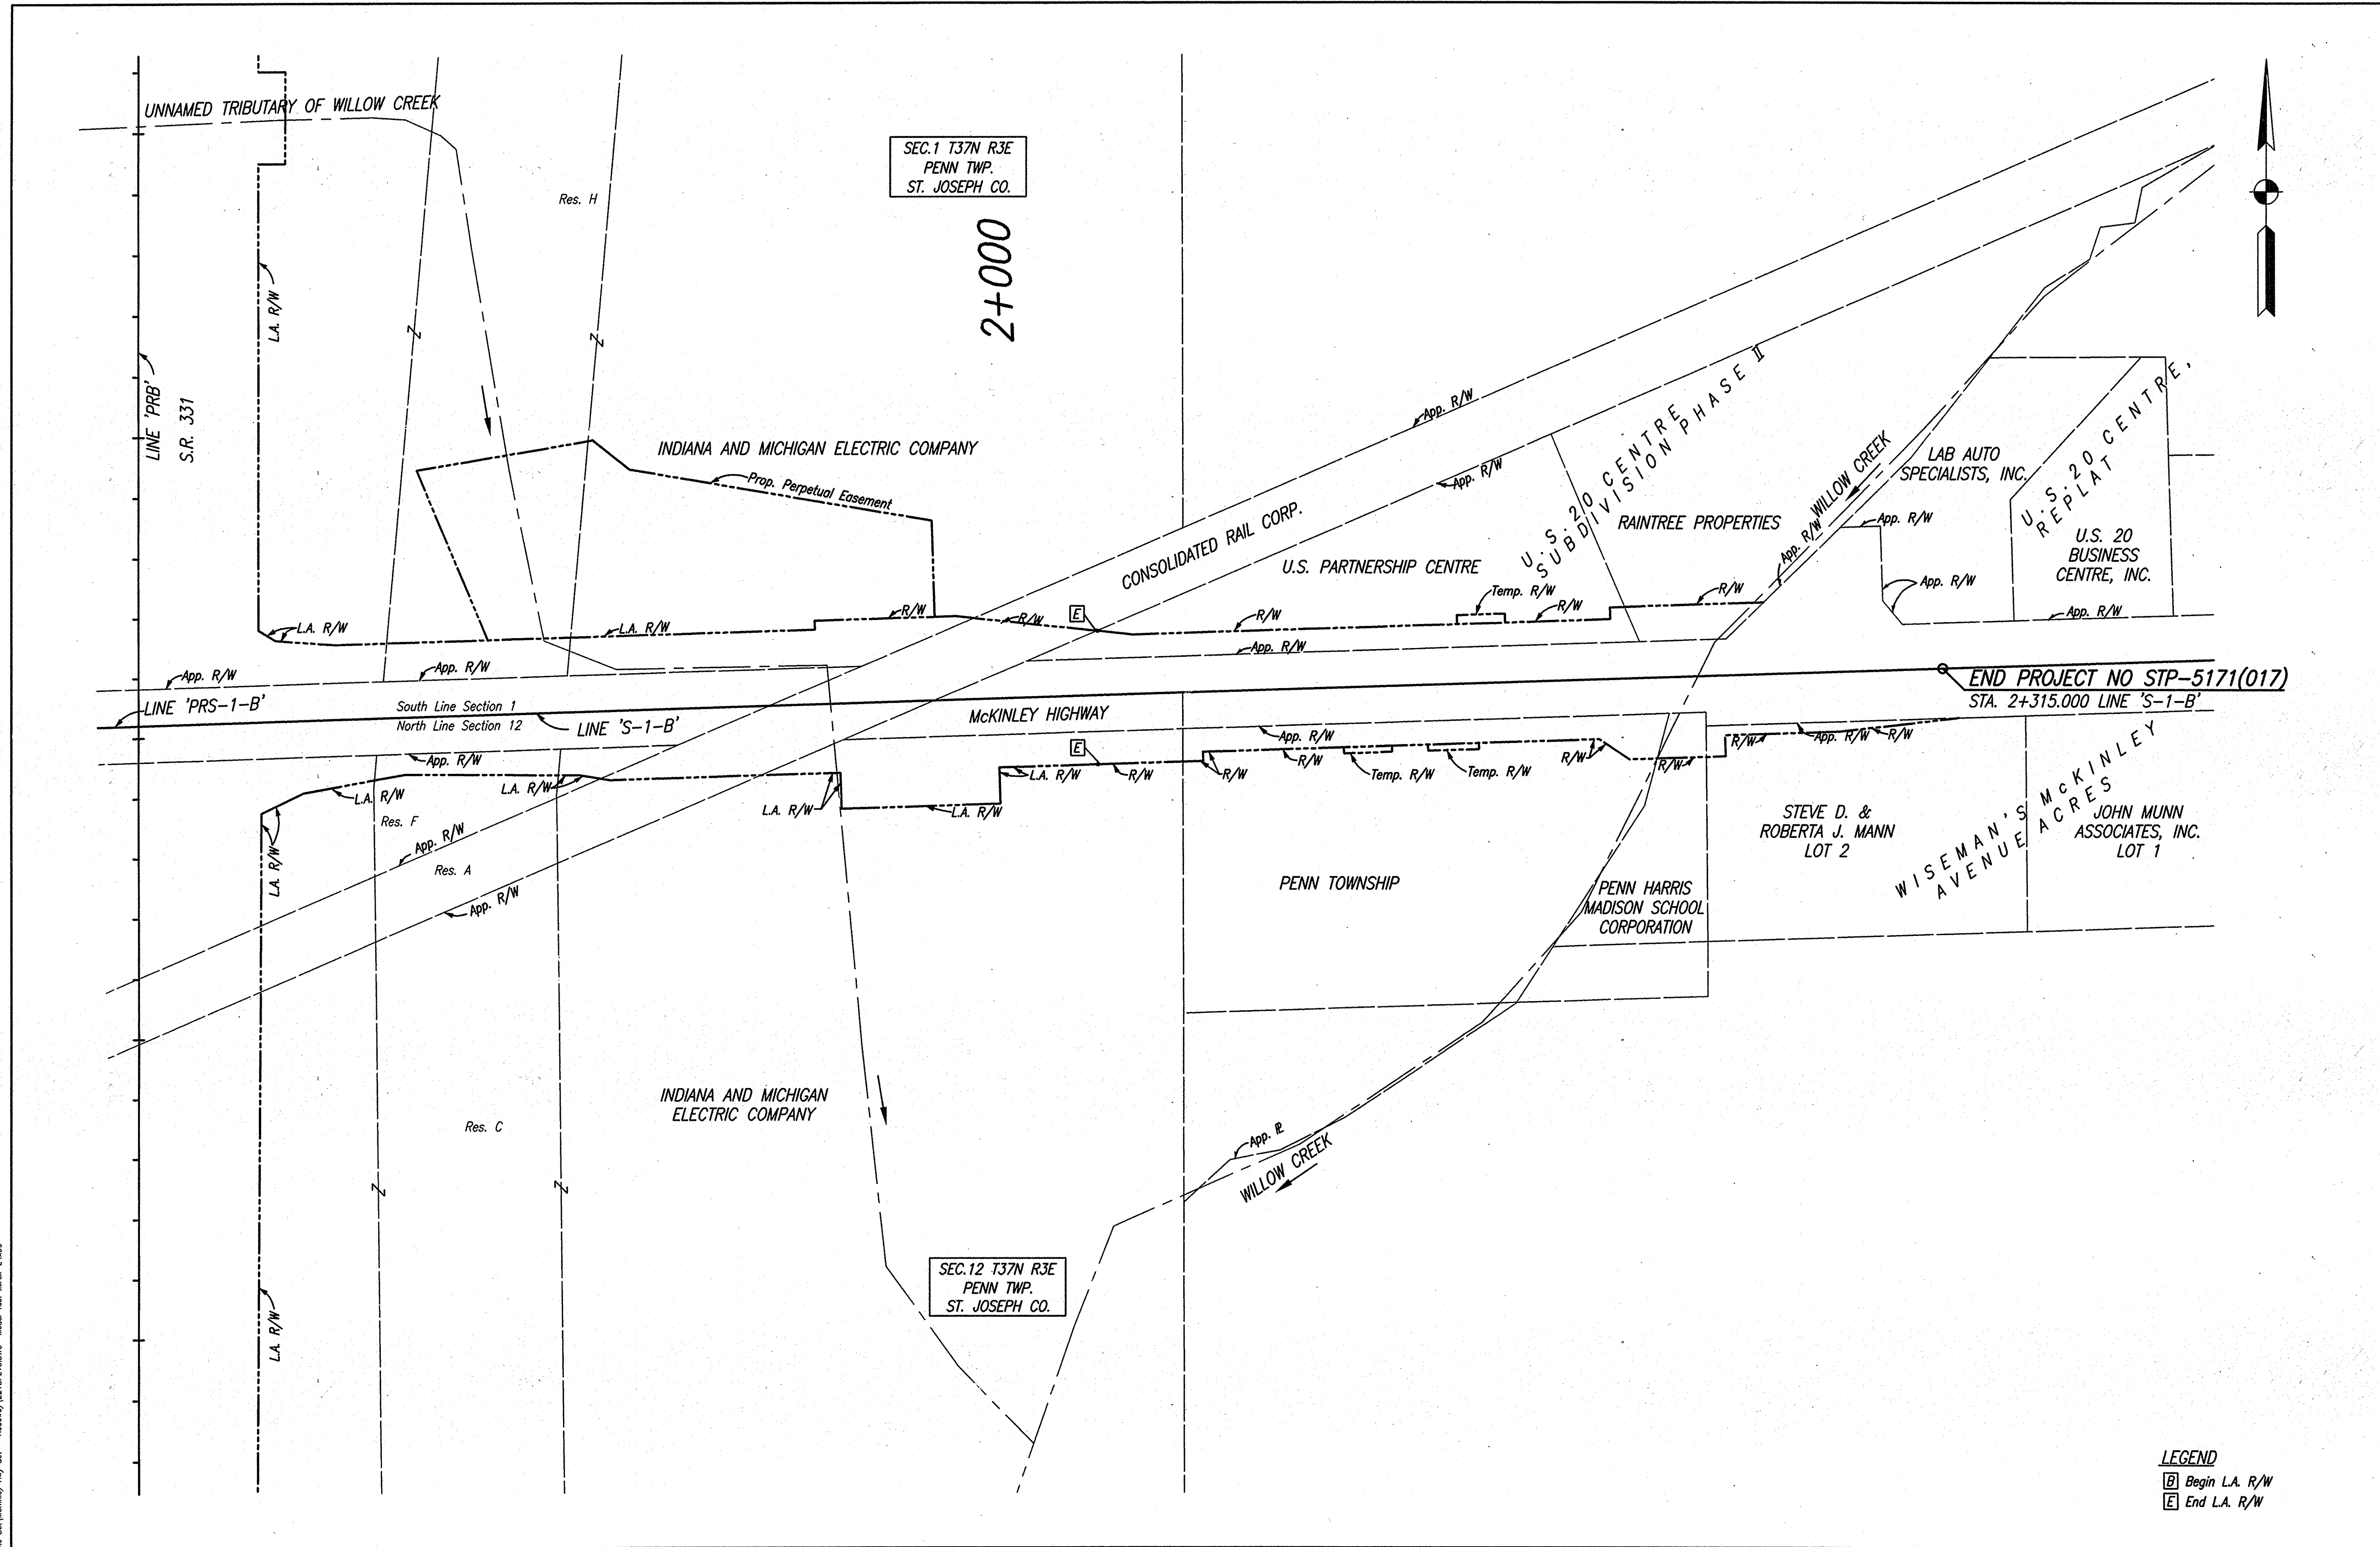 UNNAMED TRIBUTARY OF WILLOW CREEK
SEC.1 T37N R3E
PENN TWP.
ST. JOSEPH CO.
Res. H
2+000
L.A. R/W
LINE 'PRB'
S.R. 331
Z
Z
INDIANA AND MICHIGAN ELECTRIC COMPANY
Prop. Perpetual Easement
App. R/W
App. R/W
CONSOLIDATED RAIL CORP.
U.S. 20 CENTRE
SUBDIVISION PHASE II
U.S. PARTNERSHIP CENTRE
RAINTREE PROPERTIES
WILLOW CREEK
App. R/W
LAB AUTO
SPECIALISTS, INC.
App. R/W
App. R/W
U.S. 20 CENTRE,
REPLAT
U.S. 20
BUSINESS
CENTRE, INC.
App. R/W
L.A. R/W
L.A. R/W
R/W
R/W
E
R/W
Temp. R/W
R/W
R/W
App. R/W
App. R/W
App. R/W
LINE 'PRS-1-B'
South Line Section 1
North Line Section 12
LINE 'S-1-B'
McKINLEY HIGHWAY
END PROJECT NO STP-5171(017)
STA. 2+315.000 LINE 'S-1-B'
App. R/W
E
L.A. R/W
R/W
App. R/W
R/W
R/W
Temp. R/W
Temp. R/W
R/W
R/W
R/W
App. R/W
R/W
L.A. R/W
L.A. R/W
L.A. R/W
L.A. R/W
L.A. R/W
Res. F
App. R/W
Res. A
App. R/W
PENN TOWNSHIP
PENN HARRIS
MADISON SCHOOL
CORPORATION
STEVE D. &
ROBERTA J. MANN
LOT 2
WISEMAN'S McKINLEY
AVENUE ACRES
JOHN MUNN
ASSOCIATES, INC.
LOT 1
INDIANA AND MICHIGAN
ELECTRIC COMPANY
Res. C
Z
Z
App. PL
WILLOW CREEK
SEC.12 T37N R3E
PENN TWP.
ST. JOSEPH CO.
L.A. R/W
LEGEND
B Begin L.A. R/W
E End L.A. R/W